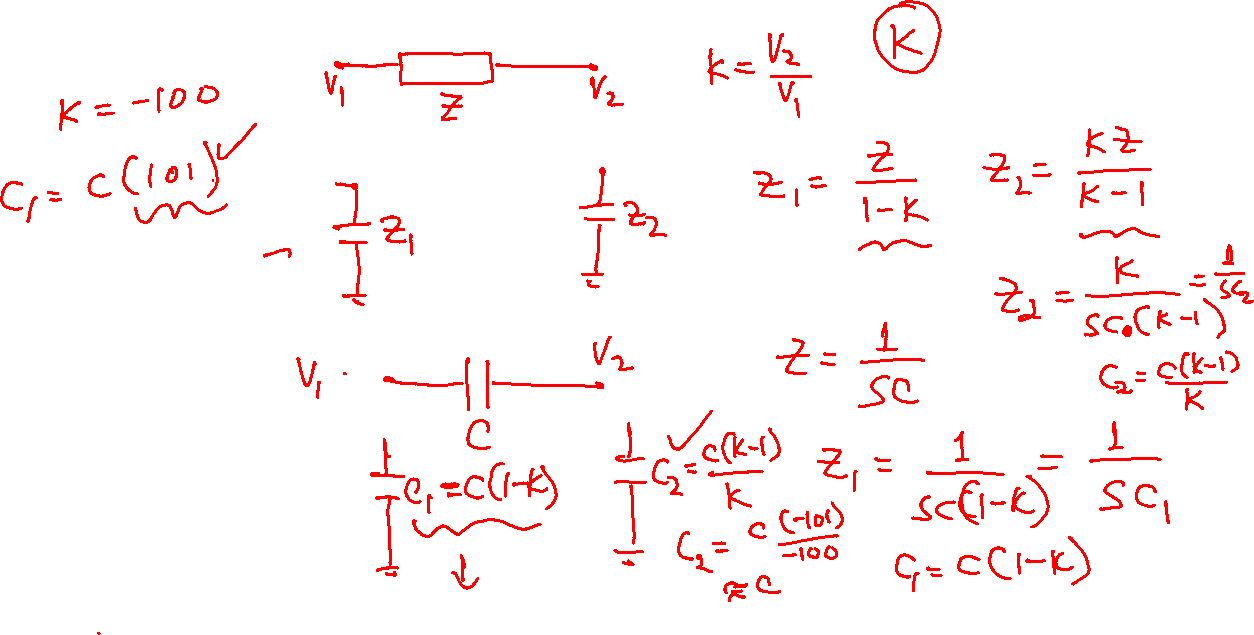 K
V₁ Z V₂
K = V₂/V₁
K = -100
C₁ = C(101) ✓
Z₁ = Z/(1-K)
Z₂ = KZ/(K-1)
Z₁
Z₂
Z₂ = K/(SC.(K-1)) = 1/SC₂
V₁ C V₂
Z = 1/SC
C₂ = C(K-1)/K
C₁ = C(1-K)
✓ C₂ = C(K-1)/K
Z₁ = 1/(SC(1-K)) = 1/SC₁
C₂ = C(-101)/-100
≈ C
C₁ = C(1-K)